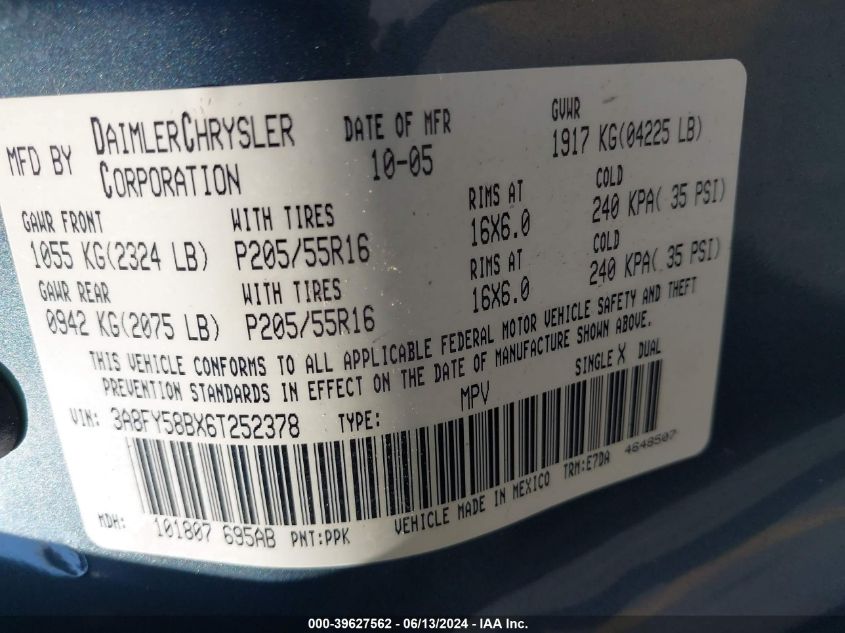 MFD BY DAIMLERCHRYSLER CORPORATION DATE OF MFR 10-05 GVWR 1917 KG(04225 LB)
GAWR FRONT WITH TIRES RIMS AT COLD
1055 KG(2324 LB) P205/55R16 16X6.0 240 KPA( 35 PSI)
GAWR REAR WITH TIRES RIMS AT COLD
0942 KG(2075 LB) P205/55R16 16X6.0 240 KPA( 35 PSI)
THIS VEHICLE CONFORMS TO ALL APPLICABLE FEDERAL MOTOR VEHICLE SAFETY AND THEFT
PREVENTION STANDARDS IN EFFECT ON THE DATE OF MANUFACTURE SHOWN ABOVE.
VIN: 3A8FY58BX6T252378 TYPE: MPV SINGLE X DUAL
MDH: 101807 695AB PNT:PPK VEHICLE MADE IN MEXICO TRM:E7DA 4648507
000-39627562 - 06/13/2024 - IAA Inc.